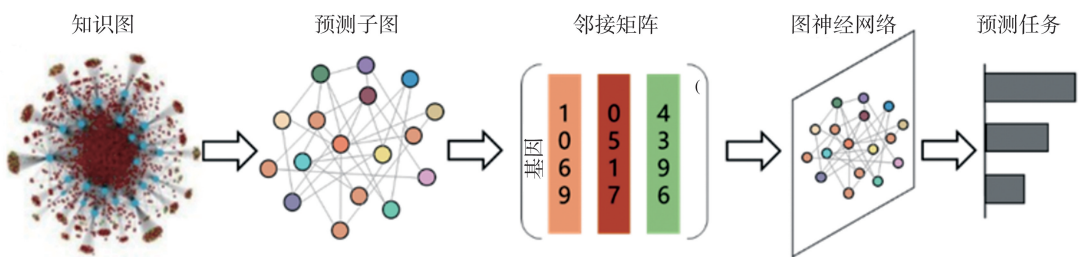 知识图
预测子图
邻接矩阵
图神经网络
预测任务
基因
1 0 4
0 5 3
6 1 9
9 7 6
(